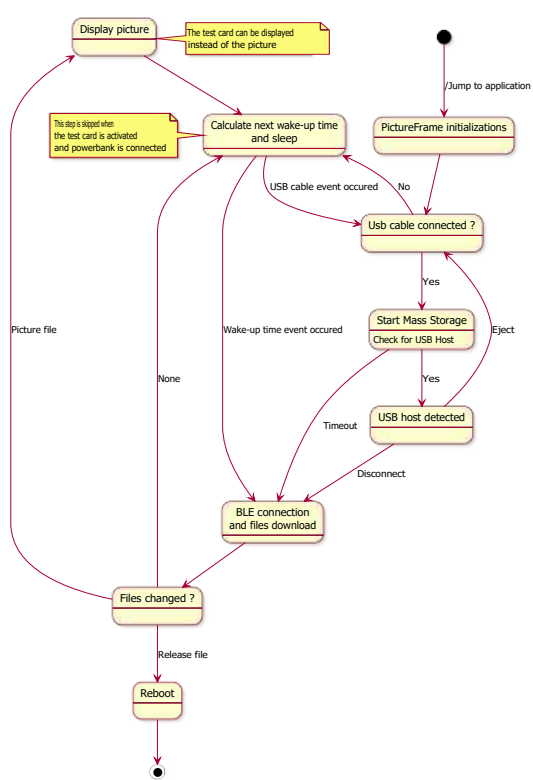 Display picture
The test card can be displayed
instead of the picture
/Jump to application
This step is skipped when
the test card is activated
and powerbank is connected
Calculate next wake-up time
and sleep
PictureFrame initializations
USB cable event occured
No
Usb cable connected ?
Yes
Start Mass Storage
Check for USB Host
Picture file
Wake-up time event occured
Eject
None
Yes
USB host detected
Timeout
Disconnect
BLE connection
and files download
Files changed ?
Release file
Reboot